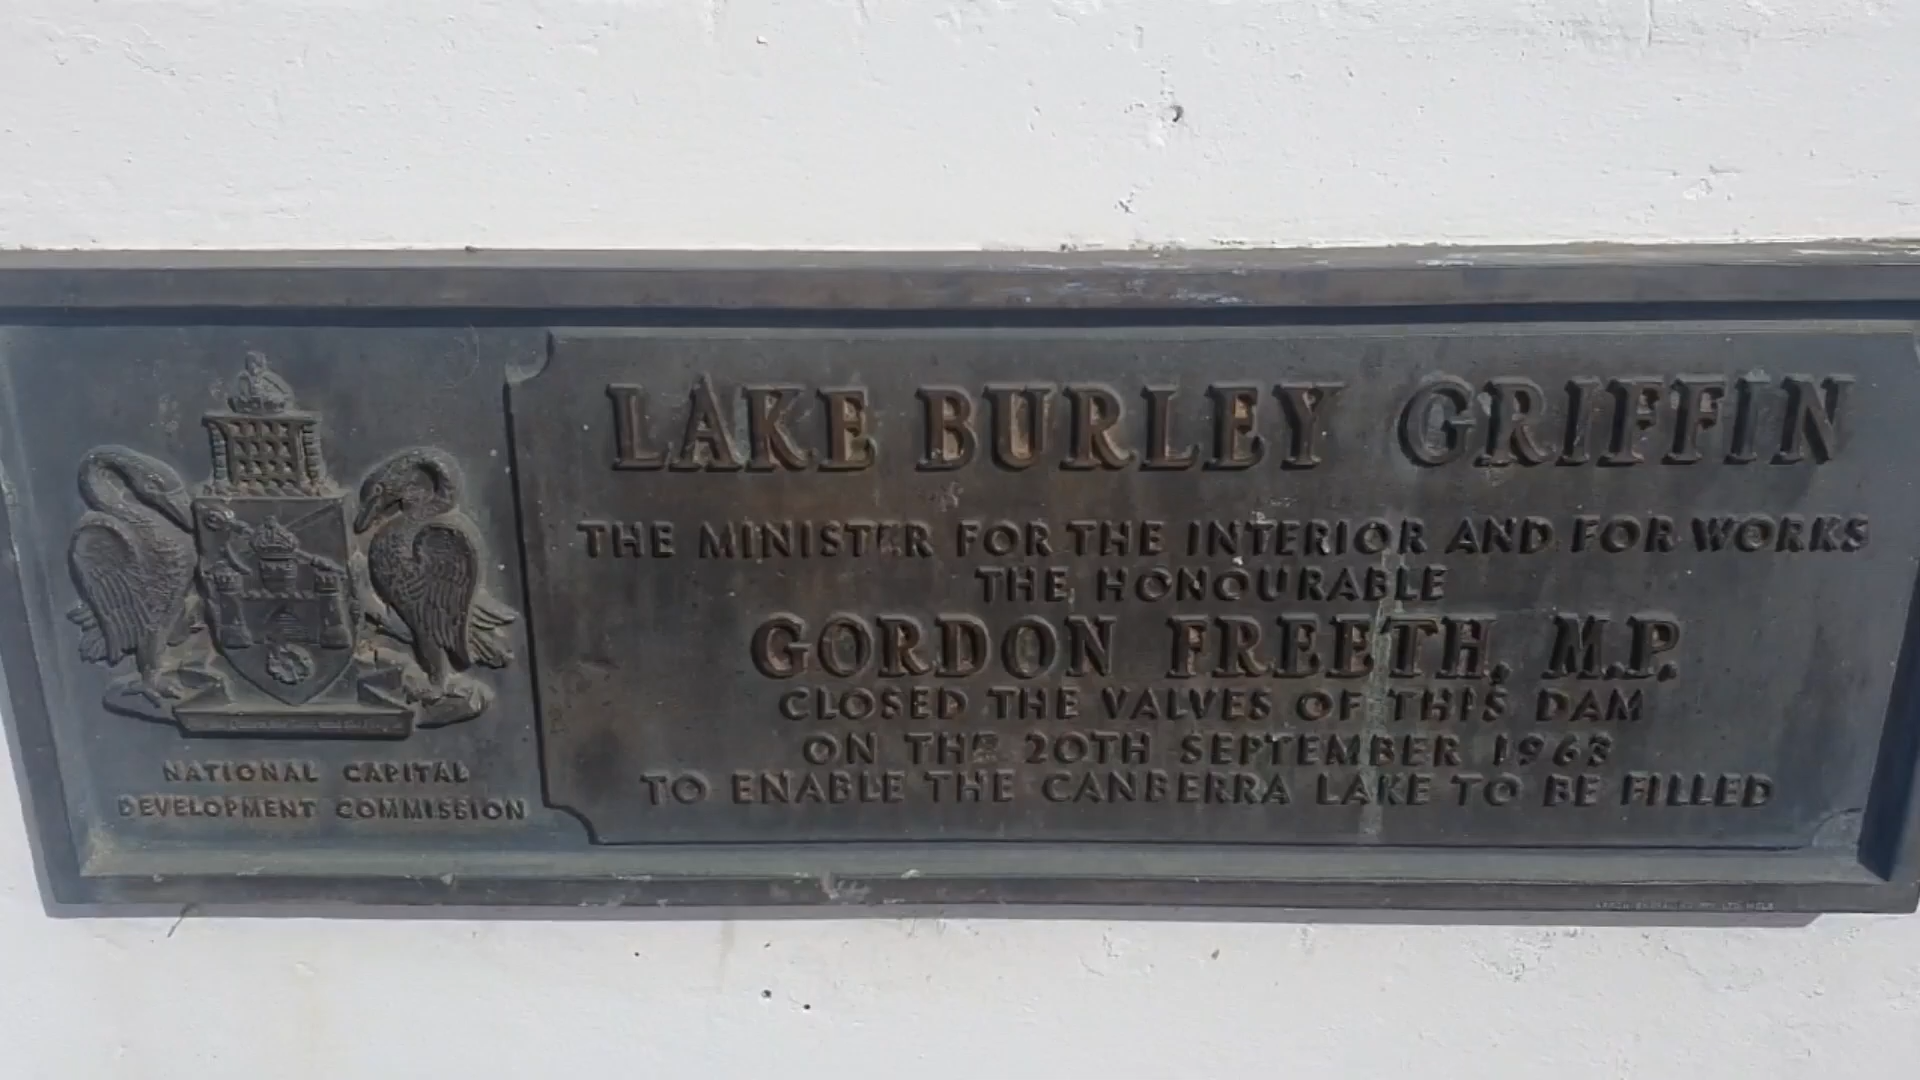 LAKE BURLEY GRIFFIN
THE MINISTER FOR THE INTERIOR AND FOR WORKS
THE HONOURABLE
GORDON FREETH, M.P.
CLOSED THE VALVES OF THIS DAM
ON THE 20TH SEPTEMBER 1963
TO ENABLE THE CANBERRA LAKE TO BE FILLED
NATIONAL CAPITAL
DEVELOPMENT COMMISSION